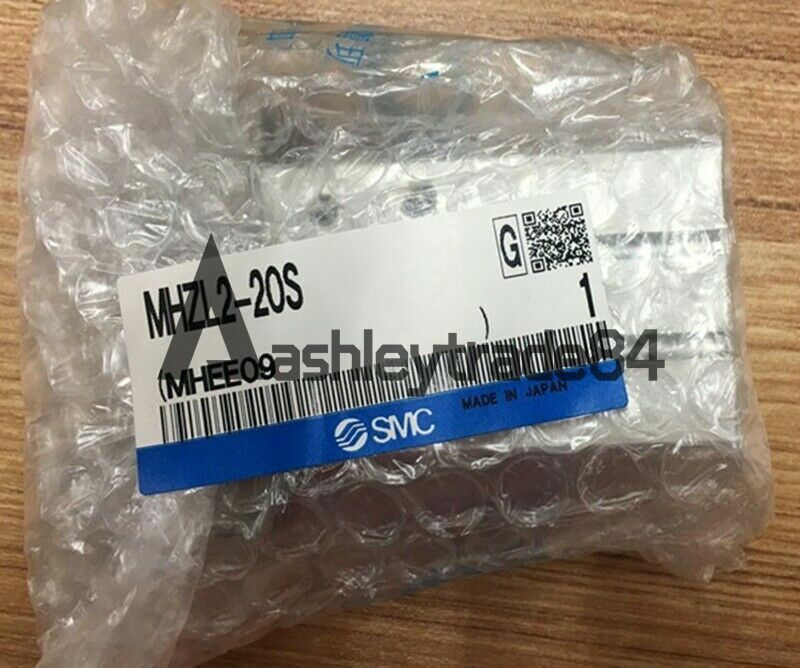 G
MHZL2-20S
1
(MHEE09 )
ashleytrade84
SMC
MADE IN JAPAN